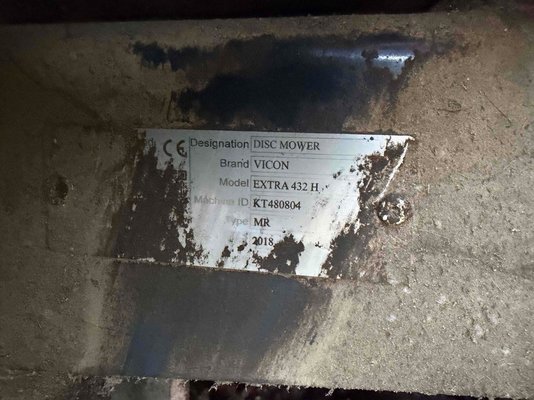 CE Designation DISC MOWER
Brand VICON
Model EXTRA 432 H
Machine ID KT480804
Type MR
2018